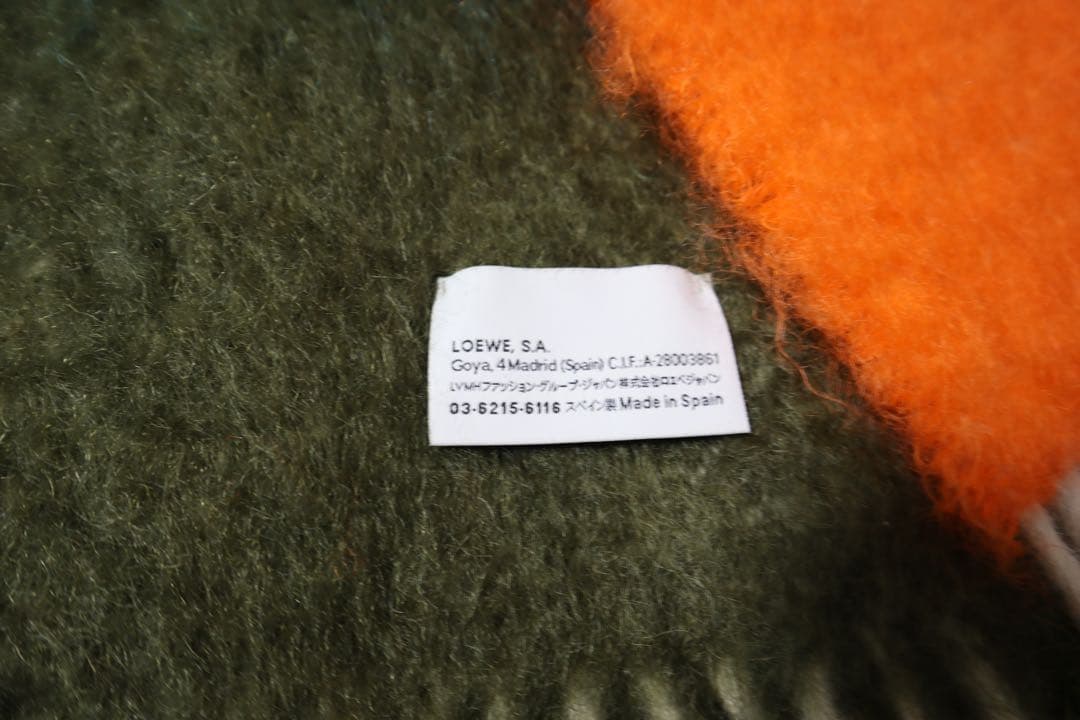 LOEWE, S.A.
Goya, 4 Madrid (Spain) C.I.F.:A-28003861
LVMHファッション・グループ・ジャパン株式会社ロエベジャパン
03-6215-6116 スペイン製 Made in Spain